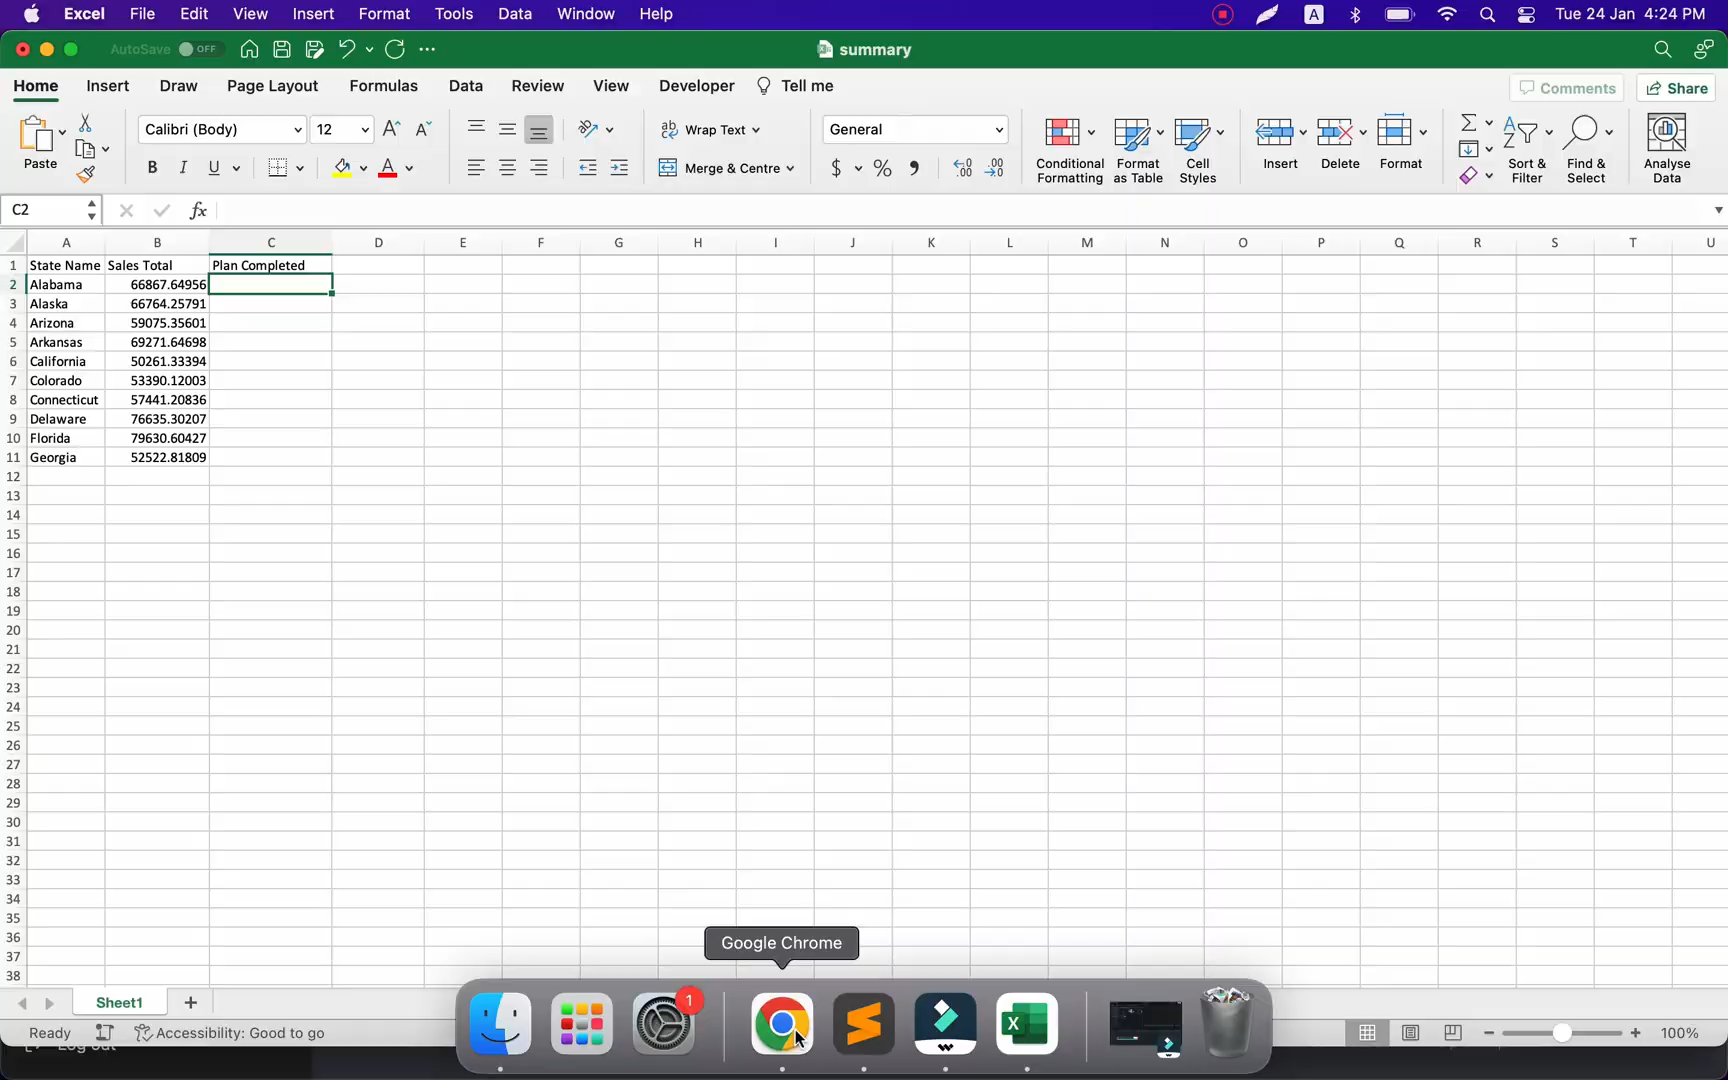 Excel File Edit View Insert Format Tools Data Window Help A Tue 24 Jan 4:24 PM
AutoSave OFF summary
Home Insert Draw Page Layout Formulas Data Review View Developer Tell me Comments Share
Paste Calibri (Body) 12 A A Wrap Text General
B I U A Merge & Centre $ %
Conditional Formatting Format as Table Cell Styles Insert Delete Format Sort & Filter Find & Select Analyse Data
C2 fx
A B C D E F G H I J K L M N O P Q R S T U
1 State Name Sales Total Plan Completed
2 Alabama 66867.64956
3 Alaska 66764.25791
4 Arizona 59075.35601
5 Arkansas 69271.64698
6 California 50261.33394
7 Colorado 53390.12003
8 Connecticut 57441.20836
9 Delaware 76635.30207
10 Florida 79630.60427
11 Georgia 52522.81809
12
13
14
15
16
17
18
19
20
21
22
23
24
25
26
27
28
29
30
31
32
33
34
35
36
37
38
Google Chrome
Sheet1 +
1
Ready Accessibility: Good to go 100%
Log out